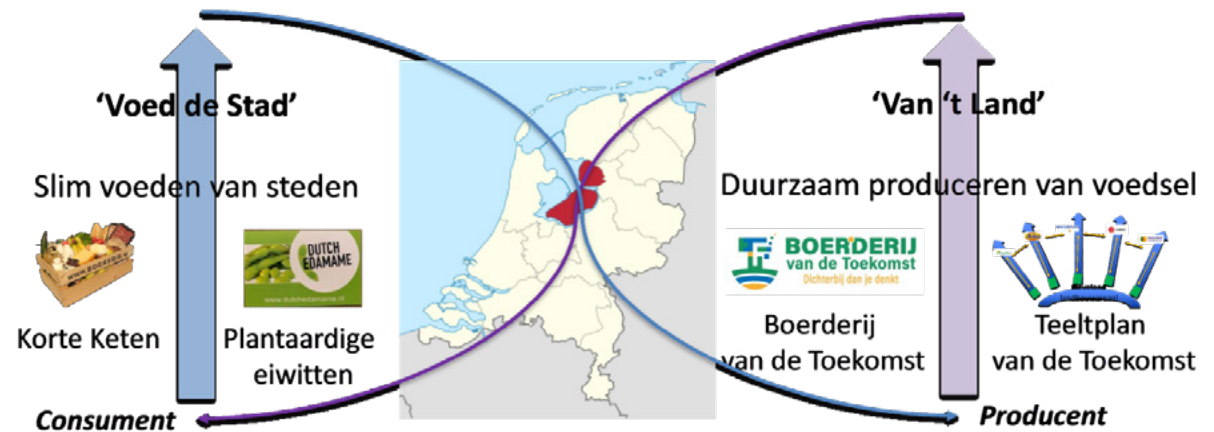 ‘Voed de Stad’
Slim voeden van steden
DUTCH
EDAMAME
www.dutchedamame.nl
Korte Keten
Plantaardige
eiwitten
Consument
‘Van ‘t Land’
Duurzaam produceren van voedsel
BOERDERIJ
van de Toekomst
Dichterbij dan je denkt
Boerderij
van de Toekomst
Teeltplan
van de Toekomst
Producent